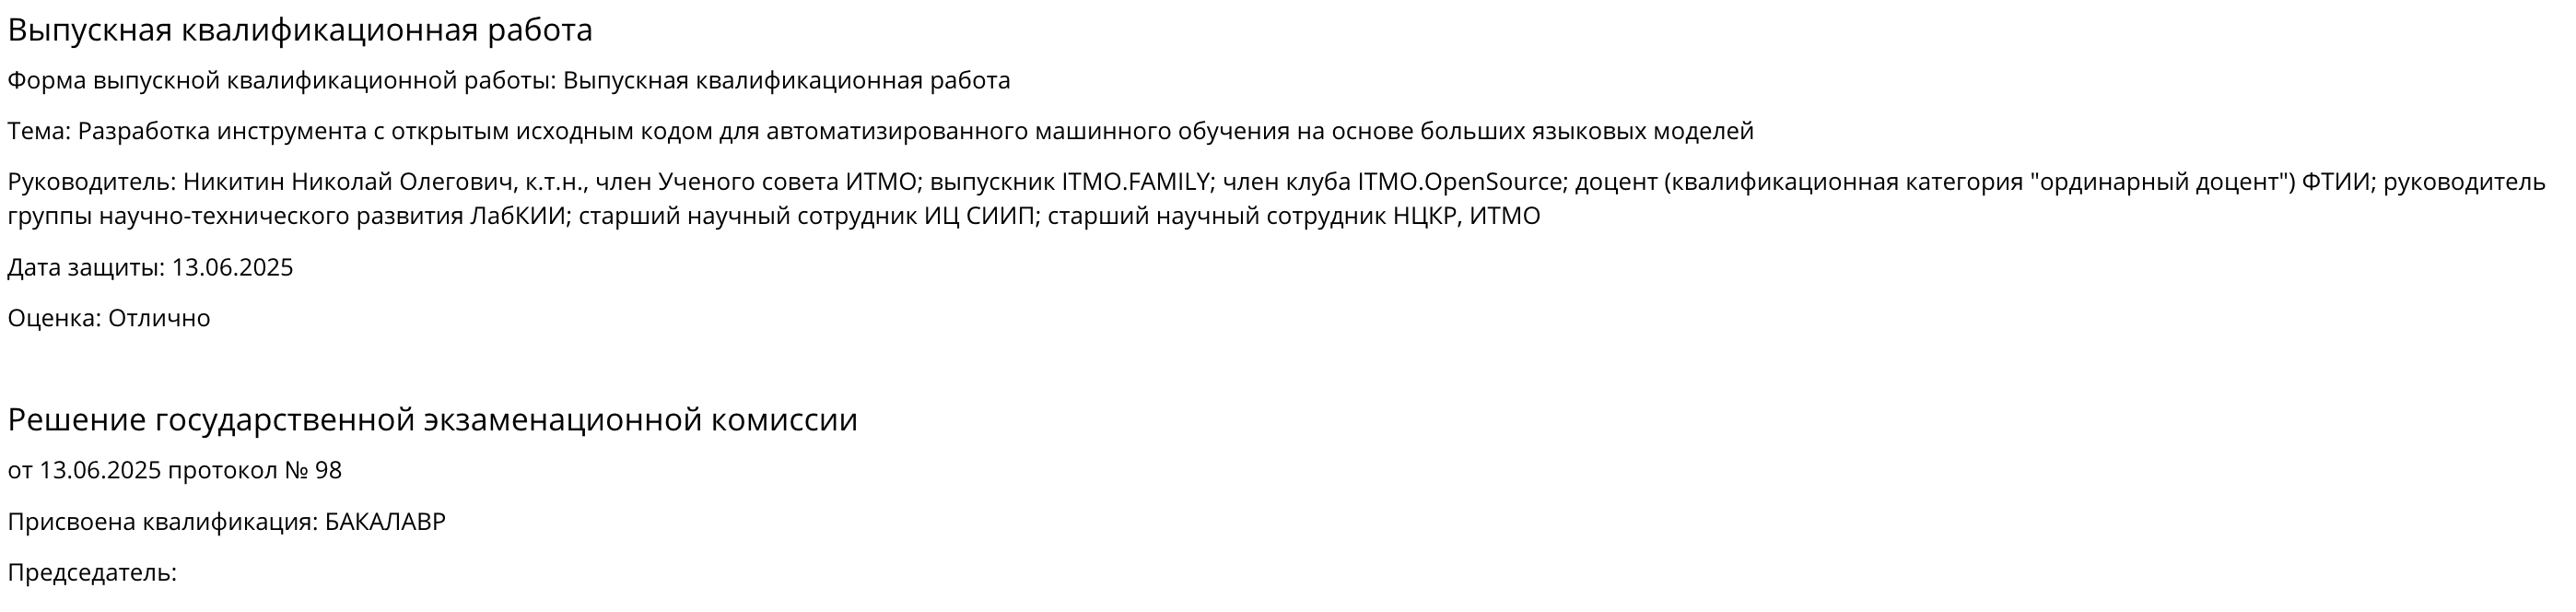 Выпускная квалификационная работа
Форма выпускной квалификационной работы: Выпускная квалификационная работа
Тема: Разработка инструмента с открытым исходным кодом для автоматизированного машинного обучения на основе больших языковых моделей
Руководитель: Никитин Николай Олегович, к.т.н., член Ученого совета ИТМО; выпускник ITMO.FAMILY; член клуба ITMO.OpenSource; доцент (квалификационная категория "ординарный доцент") ФТИИ; руководитель
группы научно-технического развития ЛабКИИ; старший научный сотрудник ИЦ СИИП; старший научный сотрудник НЦКР, ИТМО
Дата защиты: 13.06.2025
Оценка: Отлично
Решение государственной экзаменационной комиссии
от 13.06.2025 протокол № 98
Присвоена квалификация: БАКАЛАВР
Председатель: